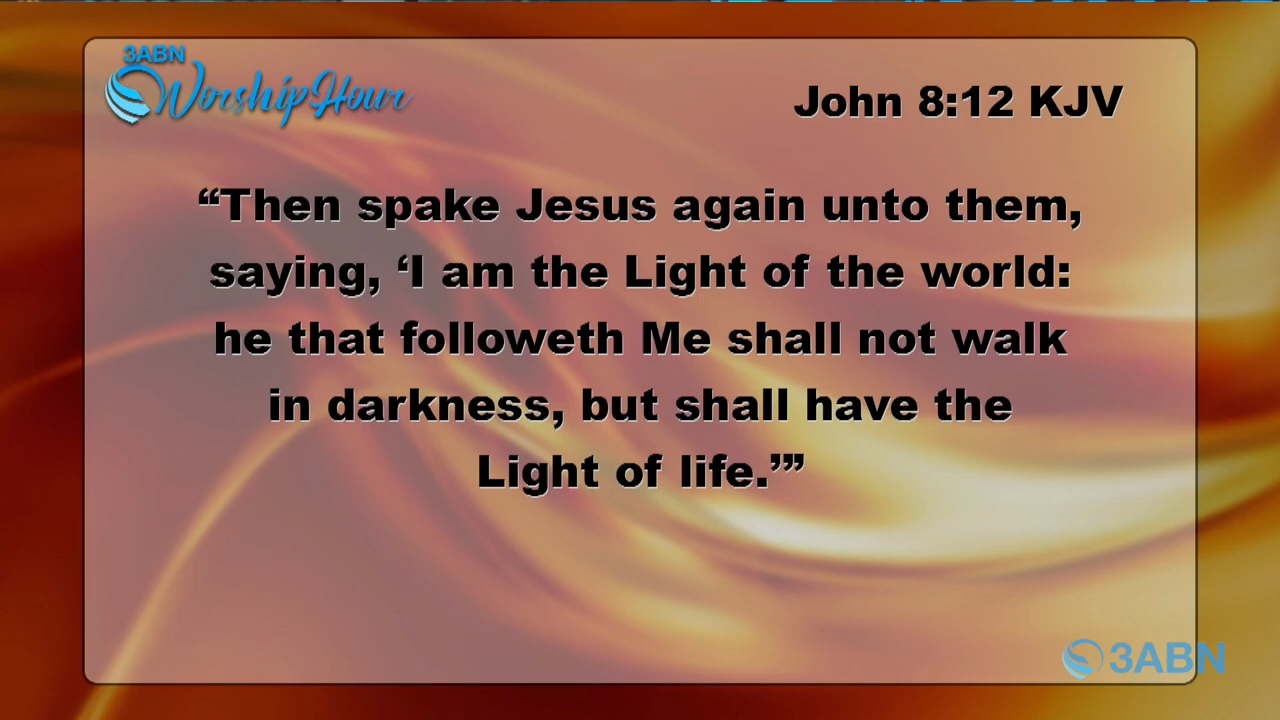 3ABN
Worship Hour
John 8:12 KJV
“Then spake Jesus again unto them,
saying, ‘I am the Light of the world:
he that followeth Me shall not walk
in darkness, but shall have the
Light of life.’”
3ABN